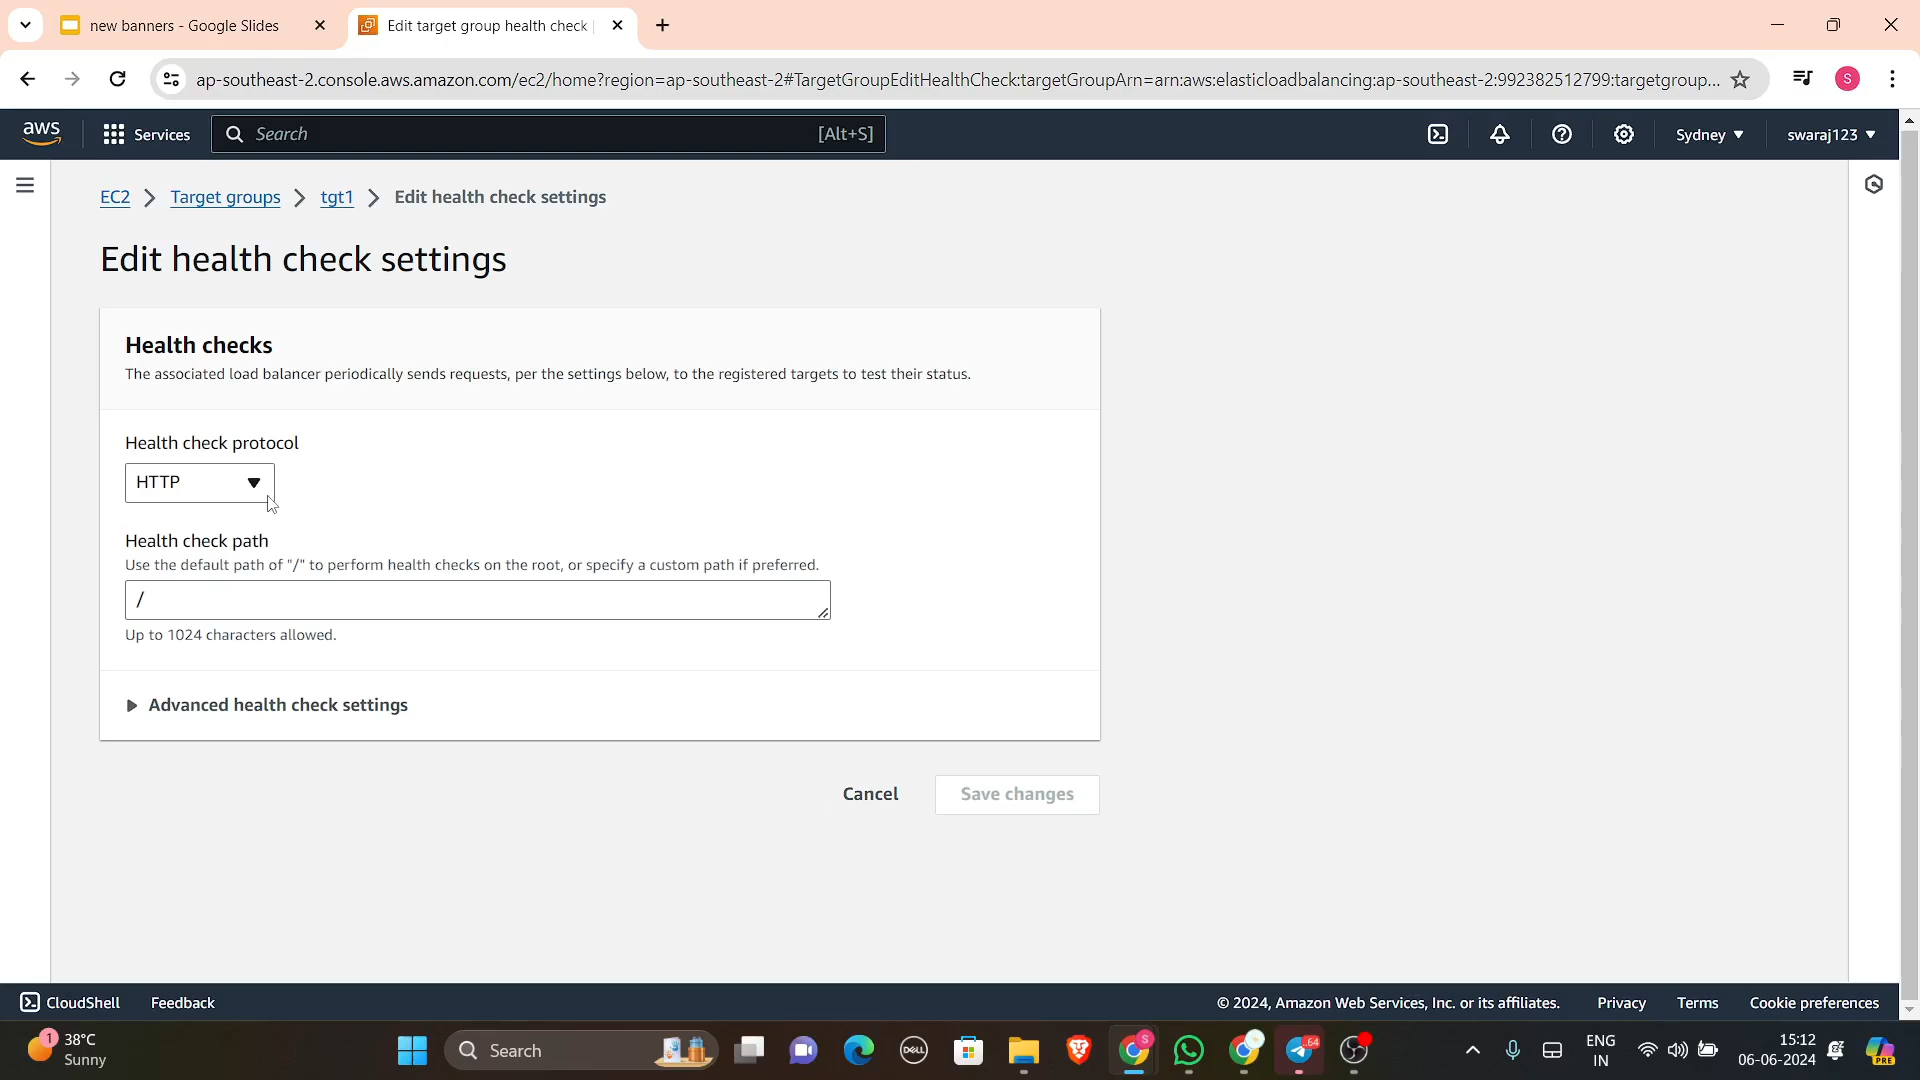 new banners - Google Slides
Edit target group health check
ap-southeast-2.console.aws.amazon.com/ec2/home?region=ap-southeast-2#TargetGroupEditHealthCheck:targetGroupArn=arn:aws:elasticloadbalancing:ap-southeast-2:992382512799:targetgroup...
S
aws
Services
Search
[Alt+S]
Sydney
swaraj123
EC2
Target groups
tgt1
Edit health check settings
Edit health check settings
Health checks
The associated load balancer periodically sends requests, per the settings below, to the registered targets to test their status.
Health check protocol
HTTP
Health check path
Use the default path of "/" to perform health checks on the root, or specify a custom path if preferred.
/
Up to 1024 characters allowed.
Advanced health check settings
Cancel
Save changes
CloudShell
Feedback
© 2024, Amazon Web Services, Inc. or its affiliates.
Privacy
Terms
Cookie preferences
1
38°C
Sunny
Search
DELL
S
64
ENG
IN
15:12
06-06-2024
PRE